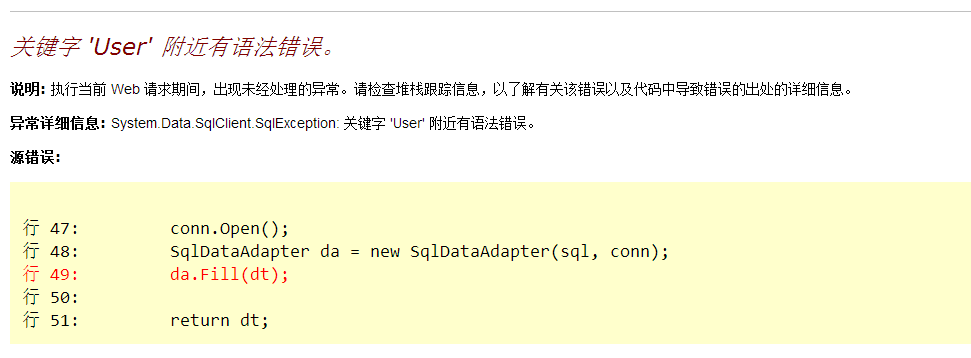 关键字 'User' 附近有语法错误。
说明: 执行当前 Web 请求期间，出现未经处理的异常。请检查堆栈跟踪信息，以了解有关该错误以及代码中导致错误的出处的详细信息。
异常详细信息: System.Data.SqlClient.SqlException: 关键字 'User' 附近有语法错误。
源错误:
行 47:         conn.Open();
行 48:         SqlDataAdapter da = new SqlDataAdapter(sql, conn);
行 49:         da.Fill(dt);
行 50:
行 51:         return dt;